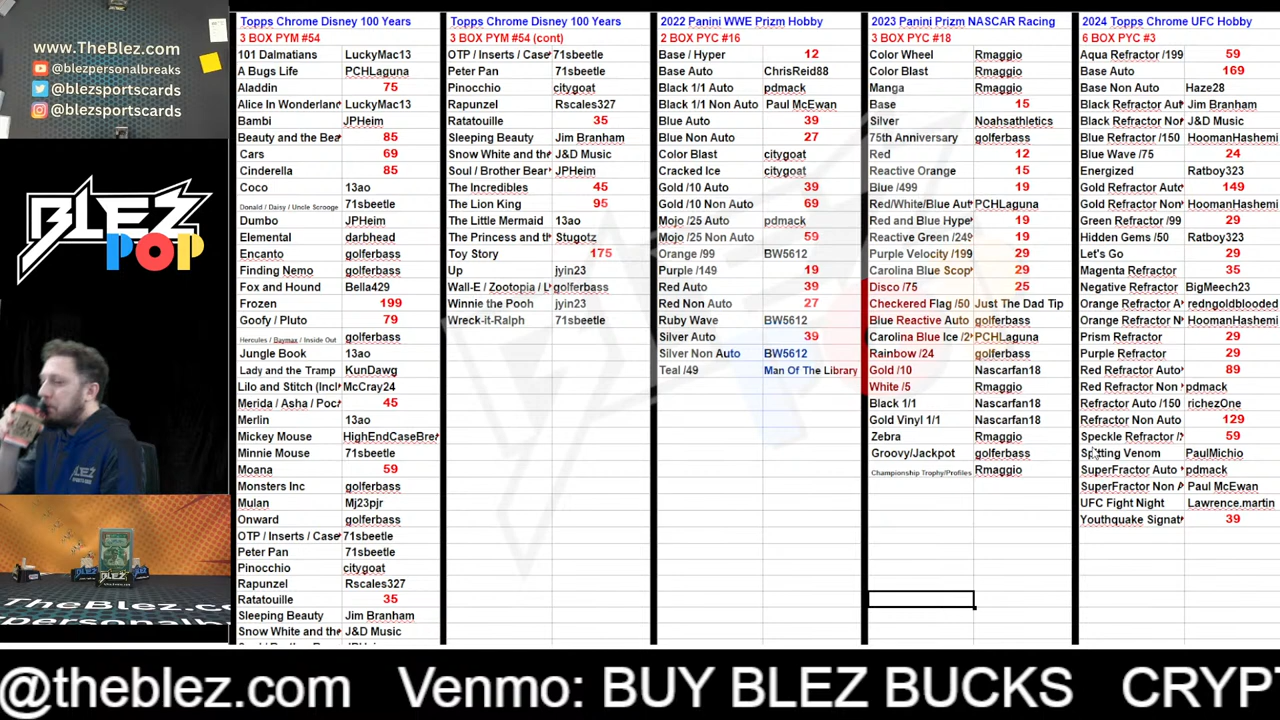 www.TheBlez.com
@blezpersonalbreaks
@blezsportscards
BLEZ
POP
BLEZ
Topps Chrome Disney 100 Years
3 BOX PYM #54
101 Dalmatians LuckyMac13
A Bugs Life PCHLaguna
Aladdin 75
Alice In Wonderlan LuckyMac13
Bambi JPHeim
Beauty and the Bea 85
Cars 69
Cinderella 85
Coco 13ao
Donald / Daisy / Uncle Scrooge 71sbeetle
Dumbo JPHeim
Elemental darbhead
Encanto golferbass
Finding Nemo golferbass
Fox and Hound Bella429
Frozen 199
Goofy / Pluto 79
Hercules / Baymax / Inside Out golferbass
Jungle Book 13ao
Lady and the Tramp KunDawg
Lilo and Stitch (Incl McCray24
Merida / Asha / Poc 45
Merlin 13ao
Mickey Mouse HighEndCaseBre
Minnie Mouse 71sbeetle
Moana 59
Monsters Inc golferbass
Mulan Mj23pjr
Onward golferbass
OTP / Inserts / Case 71sbeetle
Peter Pan 71sbeetle
Pinocchio citygoat
Rapunzel Rscales327
Ratatouille 35
Sleeping Beauty Jim Branham
Snow White and the J&D Music
Topps Chrome Disney 100 Years
3 BOX PYM #54 (cont)
OTP / Inserts / Case 71sbeetle
Peter Pan 71sbeetle
Pinocchio citygoat
Rapunzel Rscales327
Ratatouille 35
Sleeping Beauty Jim Branham
Snow White and the J&D Music
Soul / Brother Bear JPHeim
The Incredibles 45
The Lion King 95
The Little Mermaid 13ao
The Princess and th Stugotz
Toy Story 175
Up jyin23
Wall-E / Zootopia / L golferbass
Winnie the Pooh jyin23
Wreck-it-Ralph 71sbeetle
2022 Panini WWE Prizm Hobby
2 BOX PYC #16
Base / Hyper 12
Base Auto ChrisReid88
Black 1/1 Auto pdmack
Black 1/1 Non Auto Paul McEwan
Blue Auto 39
Blue Non Auto 27
Color Blast citygoat
Cracked Ice citygoat
Gold /10 Auto 39
Gold /10 Non Auto 69
Mojo /25 Auto pdmack
Mojo /25 Non Auto 59
Orange /99 BW5612
Purple /149 19
Red Auto 39
Red Non Auto 27
Ruby Wave BW5612
Silver Auto 39
Silver Non Auto BW5612
Teal /49 Man Of The Library
2023 Panini Prizm NASCAR Racing
3 BOX PYC #18
Color Wheel Rmaggio
Color Blast Rmaggio
Manga Rmaggio
Base 15
Silver Noahsathletics
75th Anniversary golferbass
Red 12
Reactive Orange 15
Blue /499 19
Red/White/Blue Aut PCHLaguna
Red and Blue Hype 19
Reactive Green /249 19
Purple Velocity /199 29
Carolina Blue Scop 29
Disco /75 25
Checkered Flag /50 Just The Dad Tip
Blue Reactive Auto golferbass
Carolina Blue Ice /2 PCHLaguna
Rainbow /24 golferbass
Gold /10 Nascarfan18
White /5 Rmaggio
Black 1/1 Nascarfan18
Gold Vinyl 1/1 Nascarfan18
Zebra Rmaggio
Groovy/Jackpot golferbass
Championship Trophy/Profiles Rmaggio
2024 Topps Chrome UFC Hobby
6 BOX PYC #3
Aqua Refractor /199 59
Base Auto 169
Base Non Auto Haze28
Black Refractor Aut Jim Branham
Black Refractor Non J&D Music
Blue Refractor /150 HoomanHashemi
Blue Wave /75 24
Energized Ratboy323
Gold Refractor Auto 149
Gold Refractor Non HoomanHashemi
Green Refractor /99 29
Hidden Gems /50 Ratboy323
Let's Go 29
Magenta Refractor 35
Negative Refractor BigMeech23
Orange Refractor A redngoldblooded
Orange Refractor N HoomanHashemi
Prism Refractor 29
Purple Refractor 29
Red Refractor Auto 89
Red Refractor Non pdmack
Refractor Auto /150 richezOne
Refractor Non Auto 129
Speckle Refractor /2 59
Spitting Venom PaulMichio
SuperFractor Auto pdmack
SuperFractor Non A Paul McEwan
UFC Fight Night Lawrence.martin
Youthquake Signat 39
@theblez.com Venmo: BUY BLEZ BUCKS CRYP